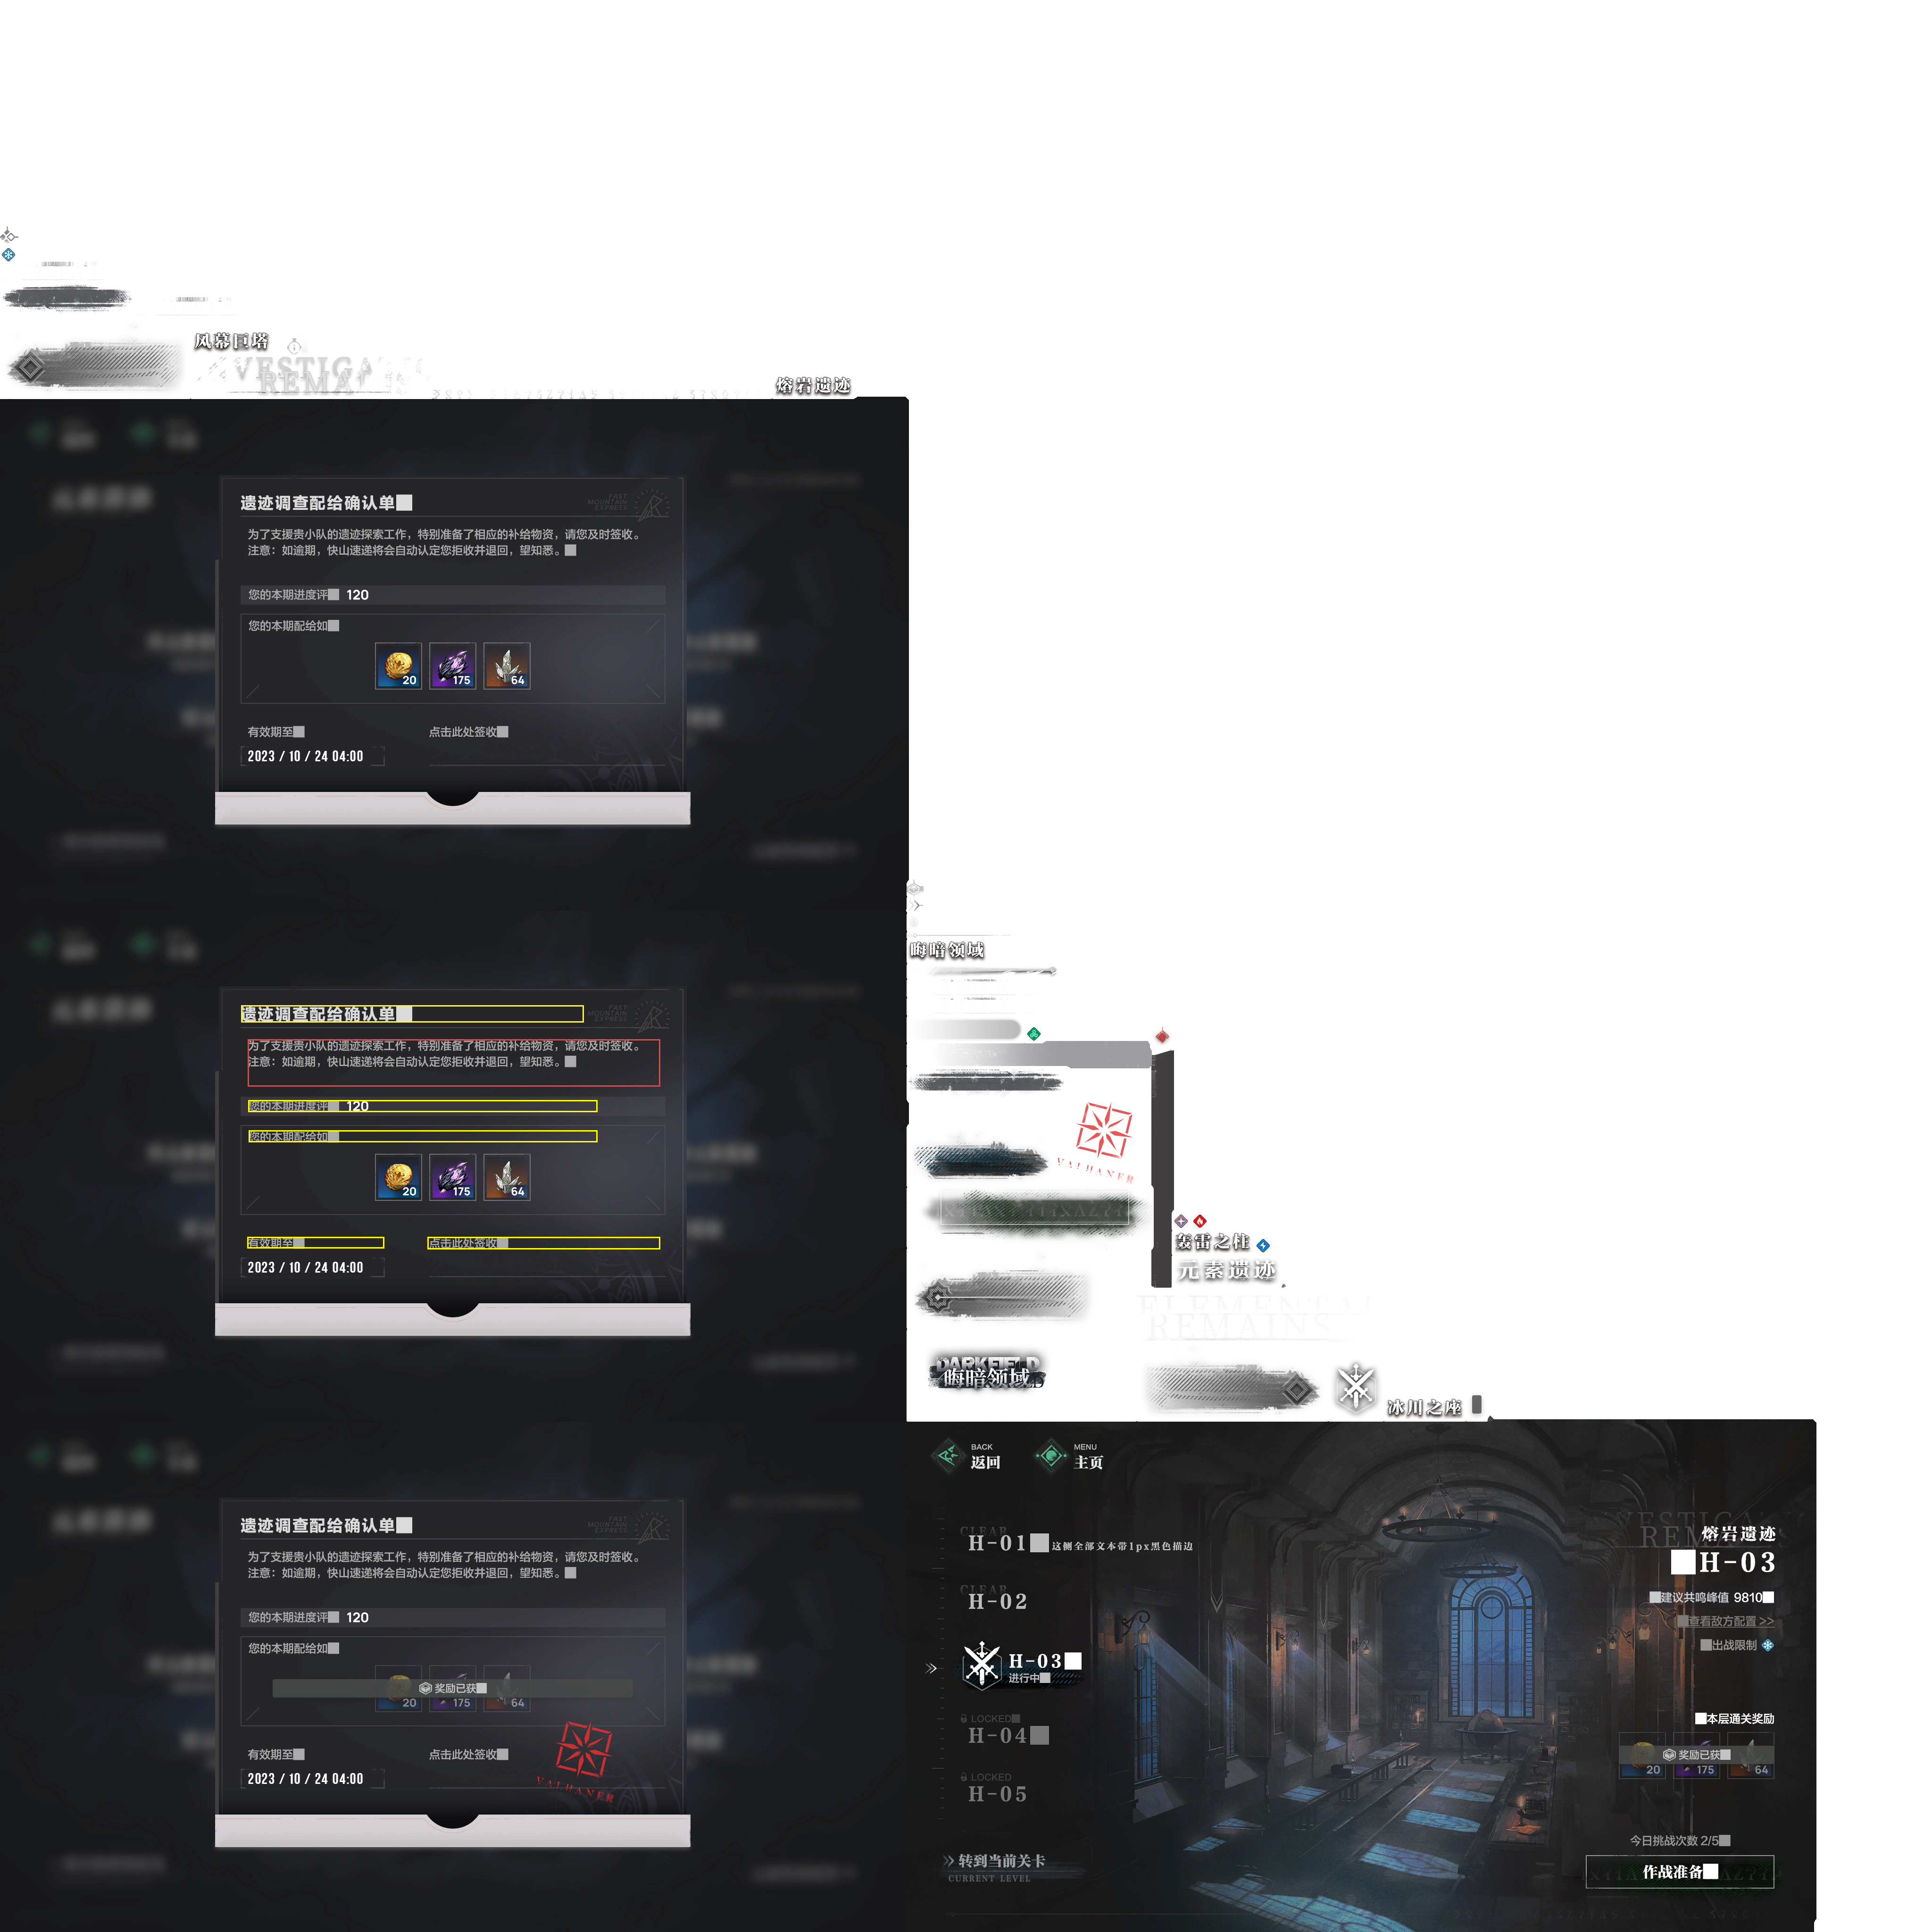 风幕巨塔
VESTIGA
REMAI
熔岩遗迹
遗迹调查配给确认单
FAST
MOUNTAIN
EXPRESS
为了支援贵小队的遗迹探索工作，特别准备了相应的补给物资，请您及时签收。
注意：如逾期，快山速递将会自动认定您拒收并退回，望知悉。
您的本期进度评 120
您的本期配给如
20 175 64
有效期至
点击此处签收
2023 / 10 / 24 04:00
遗迹调查配给确认单
FAST
MOUNTAIN
EXPRESS
为了支援贵小队的遗迹探索工作，特别准备了相应的补给物资，请您及时签收。
注意：如逾期，快山速递将会自动认定您拒收并退回，望知悉。
您的本期进度评 120
您的本期配给如
20 175 64
有效期至
点击此处签收
2023 / 10 / 24 04:00
遗迹调查配给确认单
FAST
MOUNTAIN
EXPRESS
为了支援贵小队的遗迹探索工作，特别准备了相应的补给物资，请您及时签收。
注意：如逾期，快山速递将会自动认定您拒收并退回，望知悉。
您的本期进度评 120
您的本期配给如
奖励已获
20 175 64
有效期至
点击此处签收
2023 / 10 / 24 04:00
VALHANER
晦暗领域
VALHANER
轰雷之柱
元素遗迹
ELEMENTAL
REMAINS
DARKFIELD
晦暗领域
冰川之座
BACK
返回
MENU
主页
CLEAR
H-01
这侧全部文本带1px黑色描边
CLEAR
H-02
H-03
进行中
LOCKED
H-04
LOCKED
H-05
转到当前关卡
CURRENT LEVEL
VESTIGA
REM
熔岩遗迹
H-03
建议共鸣峰值 9810
查看敌方配置 >>
出战限制
本层通关奖励
奖励已获
20 175 64
今日挑战次数 2/5
作战准备